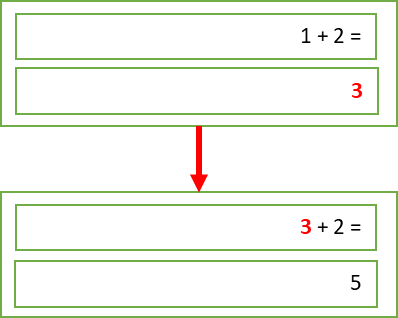 1 + 2 =
3
3 + 2 =
5